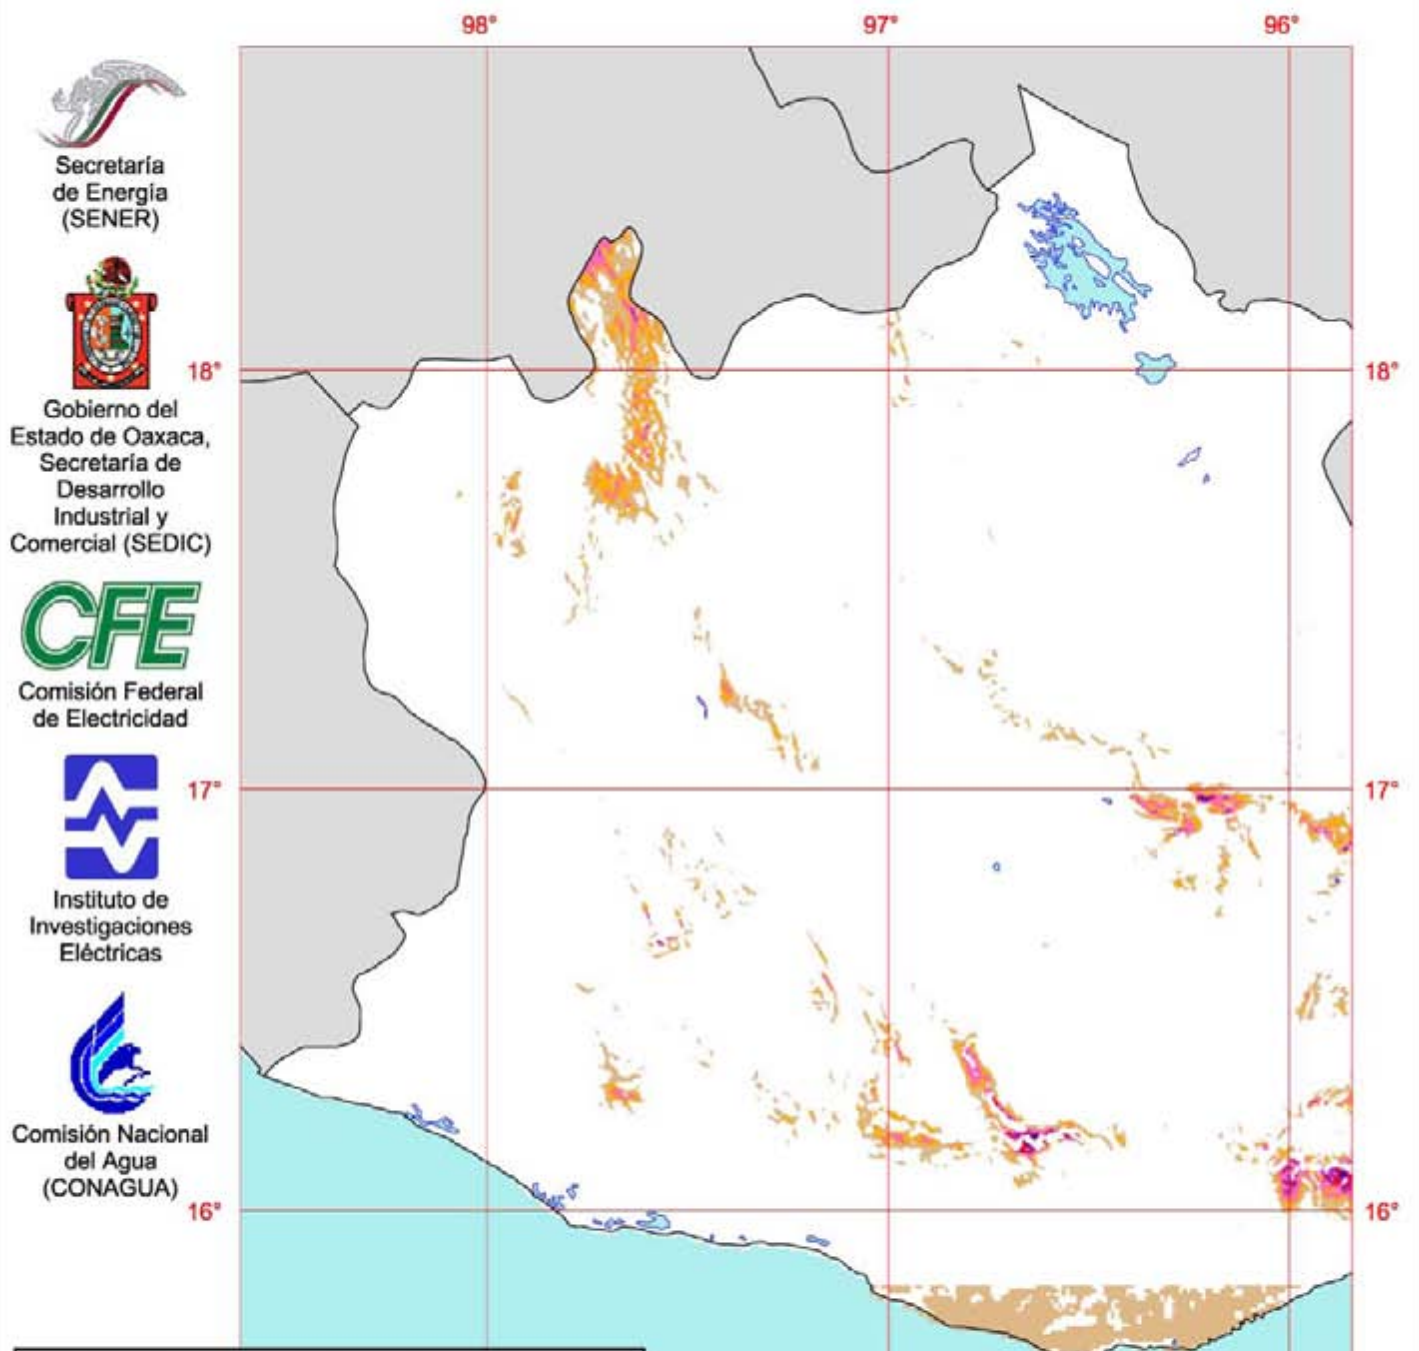 98° 97° 96°
Secretaría
de Energía
(SENER)
18° 18°
Gobierno del
Estado de Oaxaca,
Secretaría de
Desarrollo
Industrial y
Comercial (SEDIC)
CFE
Comisión Federal
de Electricidad
17° 17°
Instituto de
Investigaciones
Eléctricas
Comisión Nacional
del Agua
(CONAGUA)
16° 16°